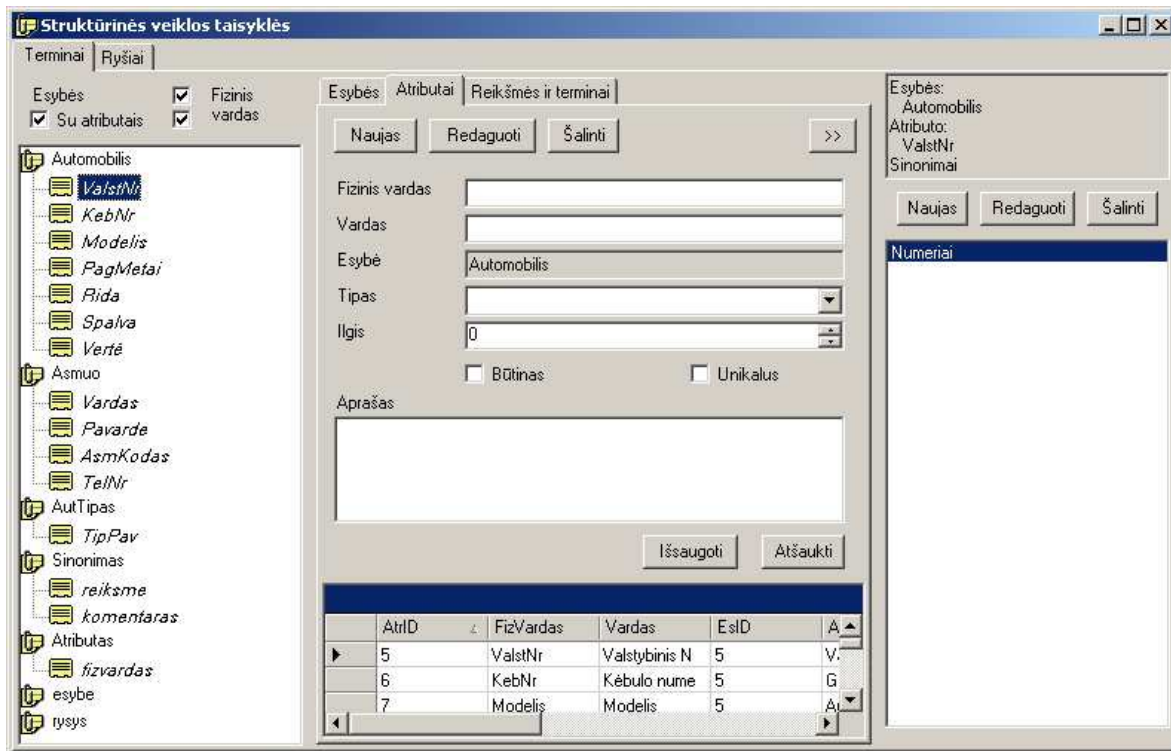 Struktūrinės veiklos taisyklės
Terminai
Ryšiai
Esybės
Fizinis
vardas
Su atributais
Automobilis
ValstNr
KebNr
Modelis
PagMetai
Rida
Spalva
Vertė
Asmuo
Vardas
Pavarde
AsmKodas
TelNr
AutTipas
TipPav
Sinonimas
reiksme
komentaras
Atributas
fizvardas
esybe
rysys
Esybės
Atributai
Reikšmės ir terminai
Naujas
Redaguoti
Šalinti
>>
Fizinis vardas
Vardas
Esybė
Automobilis
Tipas
Ilgis
0
Būtinas
Unikalus
Aprašas
Išsaugoti
Atšaukti
AtrID FizVardas Vardas EsID A
5 ValstNr Valstybinis N 5 V
6 KebNr Kėbulo nume 5 G
7 Modelis Modelis 5
Esybės:
Automobilis
Atributo:
ValstNr
Sinonimai
Naujas
Redaguoti
Šalinti
Numeriai